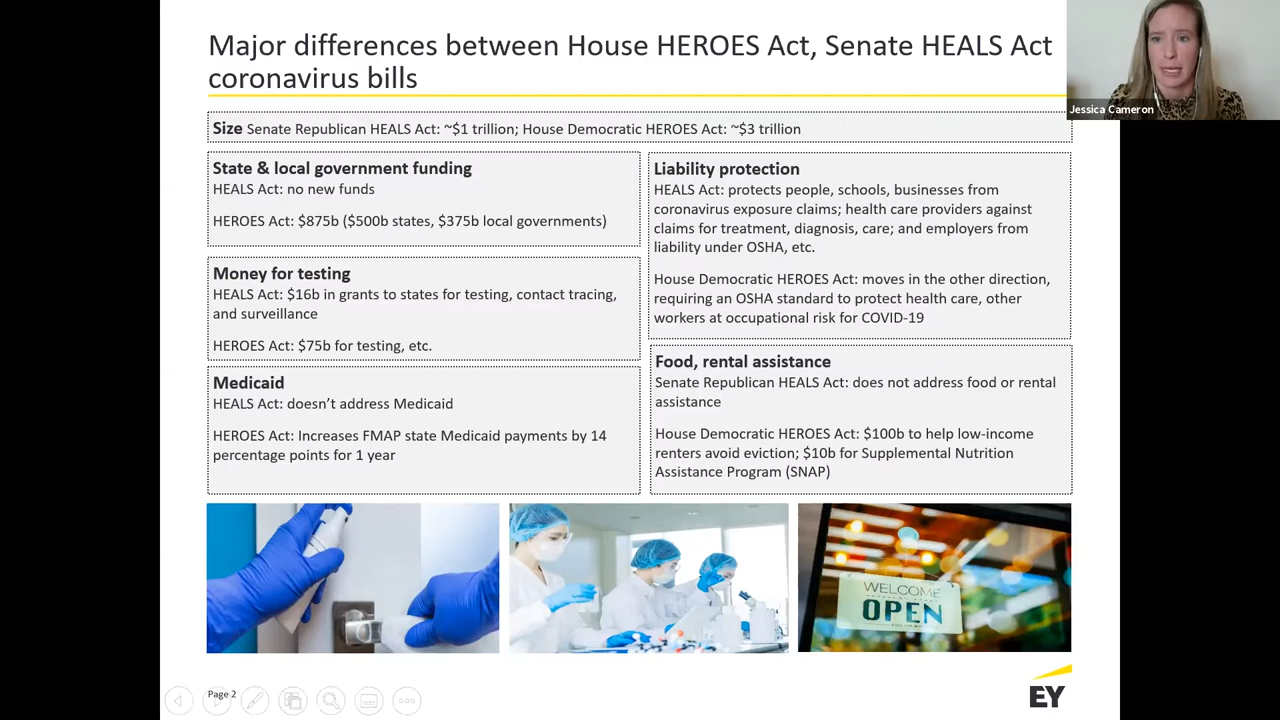 Major differences between House HEROES Act, Senate HEALS Act
coronavirus bills
Jessica Cameron
Size Senate Republican HEALS Act: ~$1 trillion; House Democratic HEROES Act: ~$3 trillion
State & local government funding
HEALS Act: no new funds
HEROES Act: $875b ($500b states, $375b local governments)
Money for testing
HEALS Act: $16b in grants to states for testing, contact tracing,
and surveillance
HEROES Act: $75b for testing, etc.
Medicaid
HEALS Act: doesn’t address Medicaid
HEROES Act: Increases FMAP state Medicaid payments by 14
percentage points for 1 year
Liability protection
HEALS Act: protects people, schools, businesses from
coronavirus exposure claims; health care providers against
claims for treatment, diagnosis, care; and employers from
liability under OSHA, etc.
House Democratic HEROES Act: moves in the other direction,
requiring an OSHA standard to protect health care, other
workers at occupational risk for COVID-19
Food, rental assistance
Senate Republican HEALS Act: does not address food or rental
assistance
House Democratic HEROES Act: $100b to help low-income
renters avoid eviction; $10b for Supplemental Nutrition
Assistance Program (SNAP)
WELCOME
OPEN
Page 2
EY